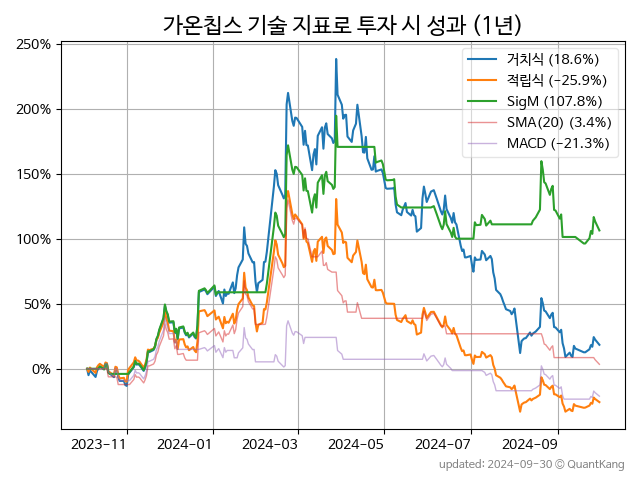 가온칩스 기술 지표로 투자 시 성과 (1년)
250%
200%
150%
100%
50%
0%
거치식 (18.6%)
적립식 (−25.9%)
SigM (107.8%)
SMA(20) (3.4%)
MACD (−21.3%)
2023-11
2024-01
2024-03
2024-05
2024-07
2024-09
updated: 2024-09-30 © QuantKang